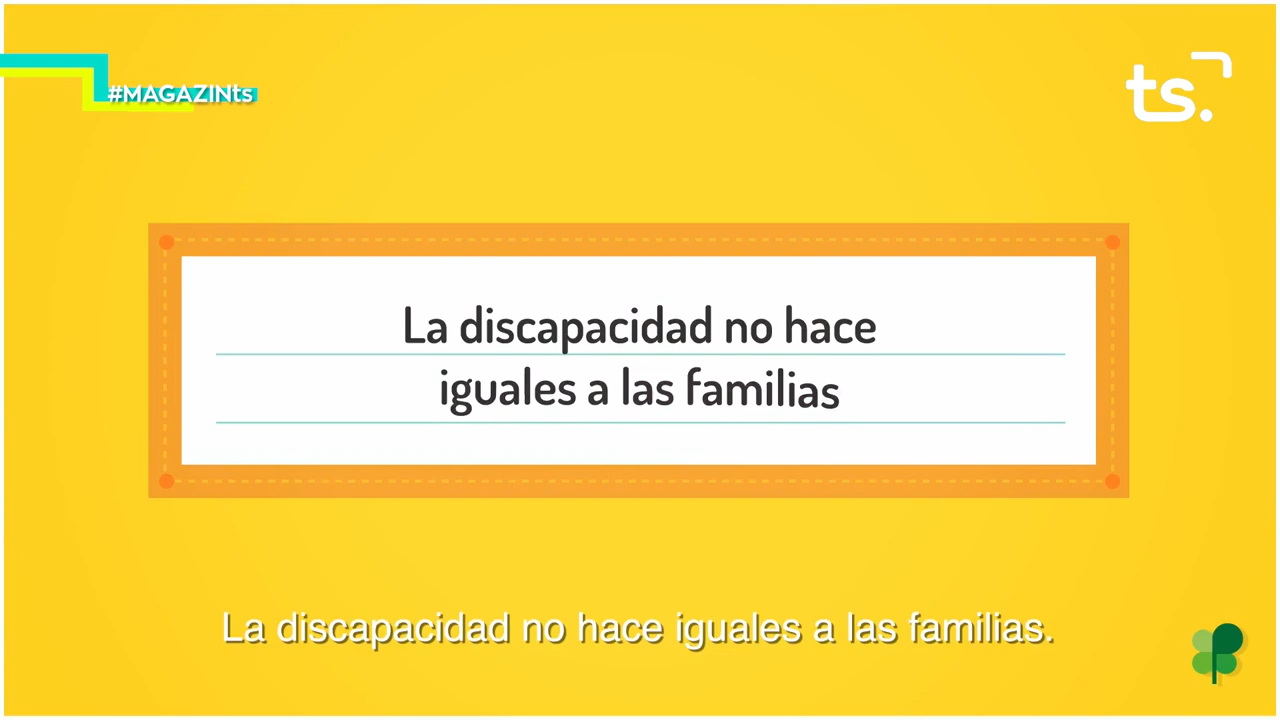 #MAGAZINts
ts.
La discapacidad no hace
iguales a las familias
La discapacidad no hace iguales a las familias.